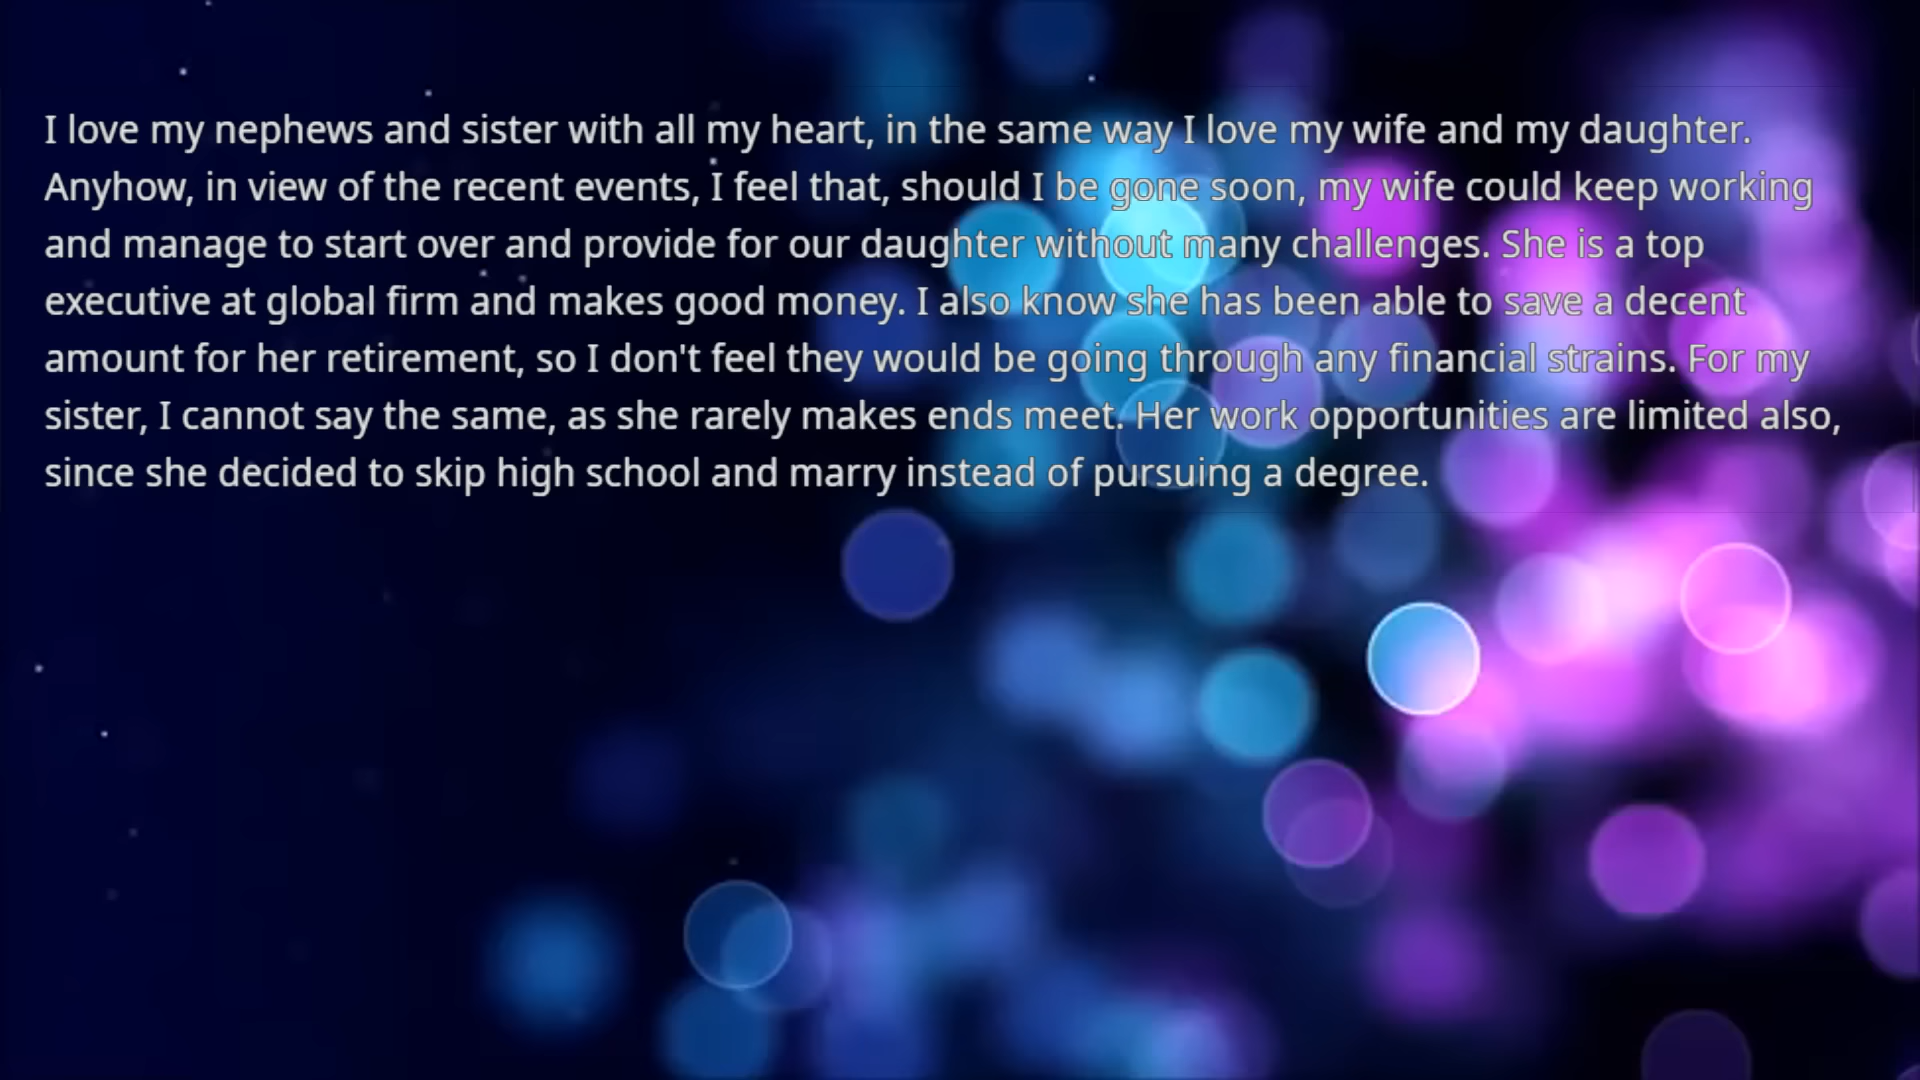 I love my nephews and sister with all my heart, in the same way I love my wife and my daughter.
Anyhow, in view of the recent events, I feel that, should I be gone soon, my wife could keep working
and manage to start over and provide for our daughter without many challenges. She is a top
executive at global firm and makes good money. I also know she has been able to save a decent
amount for her retirement, so I don't feel they would be going through any financial strains. For my
sister, I cannot say the same, as she rarely makes ends meet. Her work opportunities are limited also,
since she decided to skip high school and marry instead of pursuing a degree.